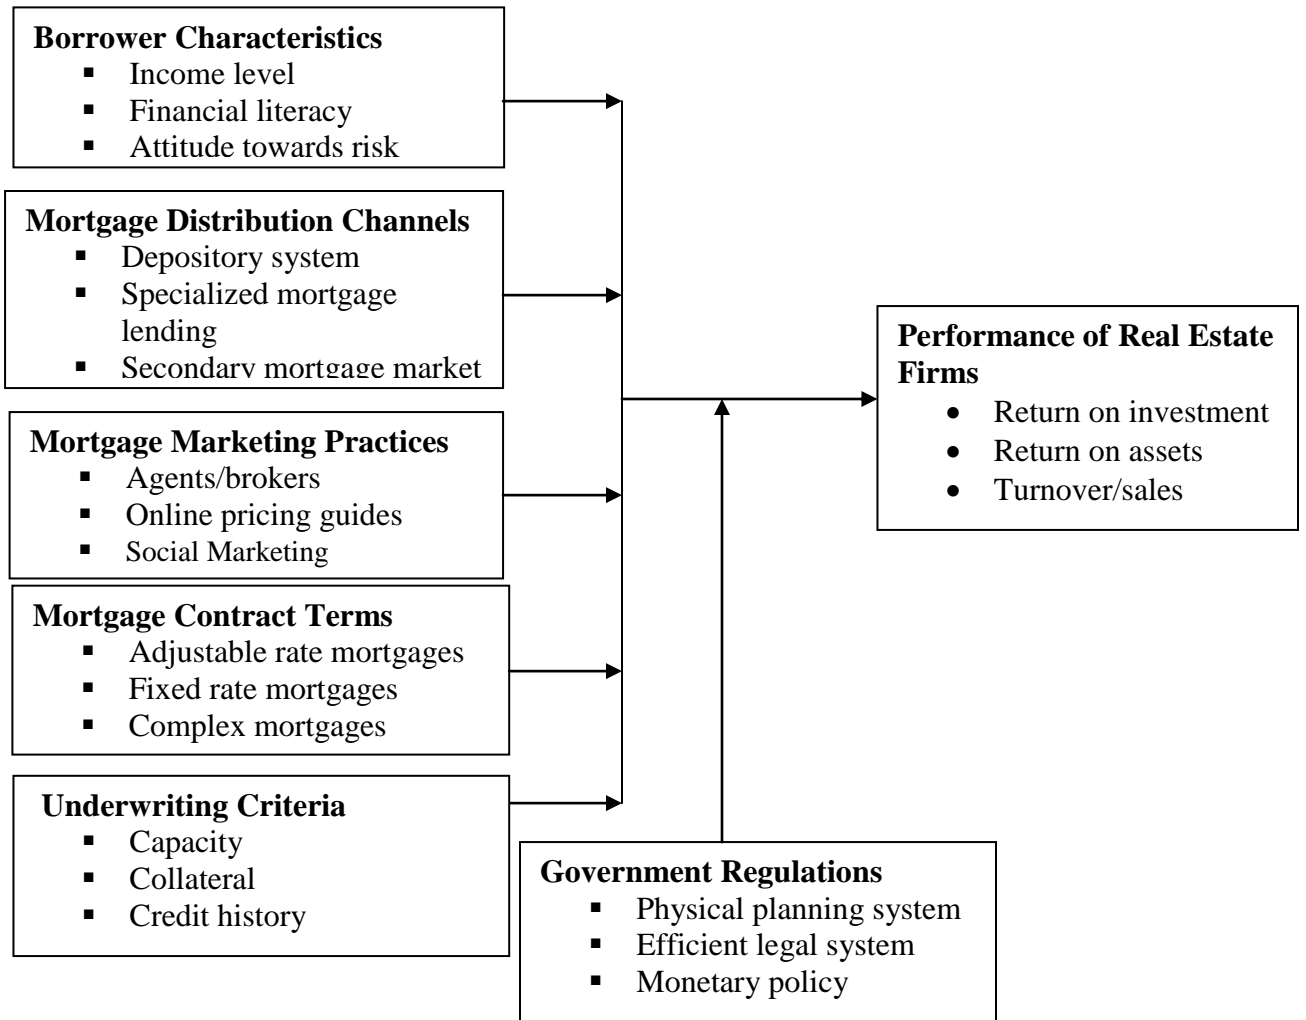 Borrower Characteristics
▪ Income level
▪ Financial literacy
▪ Attitude towards risk
Mortgage Distribution Channels
▪ Depository system
▪ Specialized mortgage
lending
▪ Secondary mortgage market
Mortgage Marketing Practices
▪ Agents/brokers
▪ Online pricing guides
▪ Social Marketing
Mortgage Contract Terms
▪ Adjustable rate mortgages
▪ Fixed rate mortgages
▪ Complex mortgages
Underwriting Criteria
▪ Capacity
▪ Collateral
▪ Credit history
Government Regulations
▪ Physical planning system
▪ Efficient legal system
▪ Monetary policy
Performance of Real Estate
Firms
• Return on investment
• Return on assets
• Turnover/sales